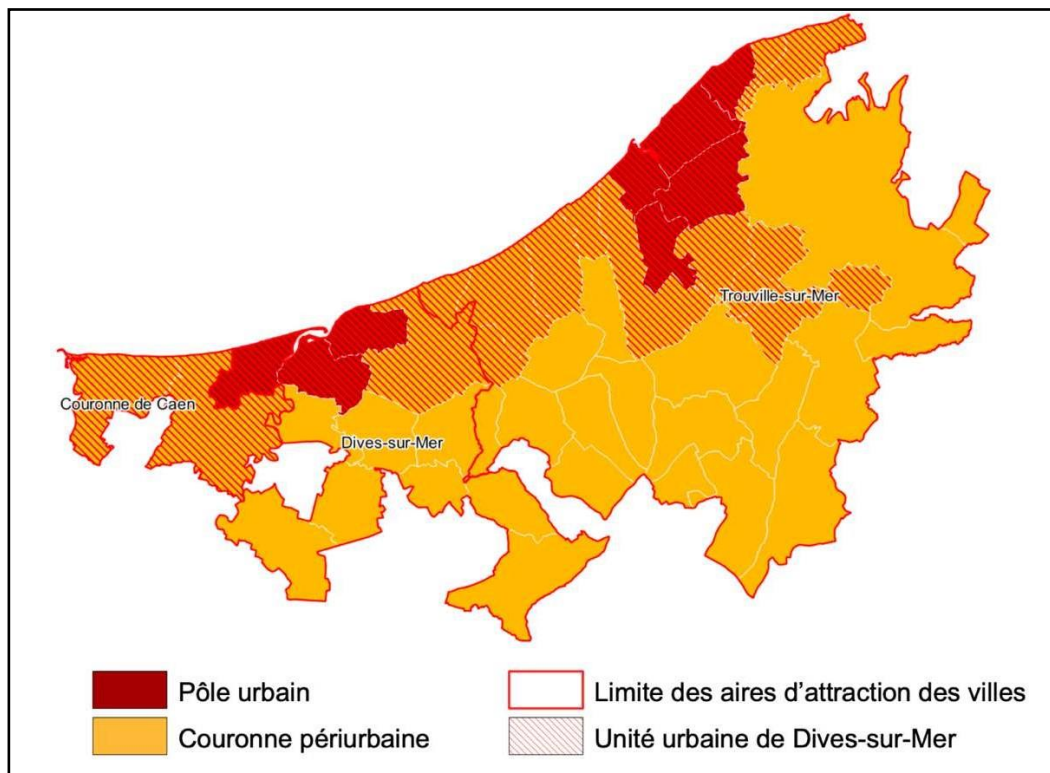 Trouville-sur-Mer
Couronne de Caen
Dives-sur-Mer
Pôle urbain
Limite des aires d'attraction des villes
Couronne périurbaine
Unité urbaine de Dives-sur-Mer